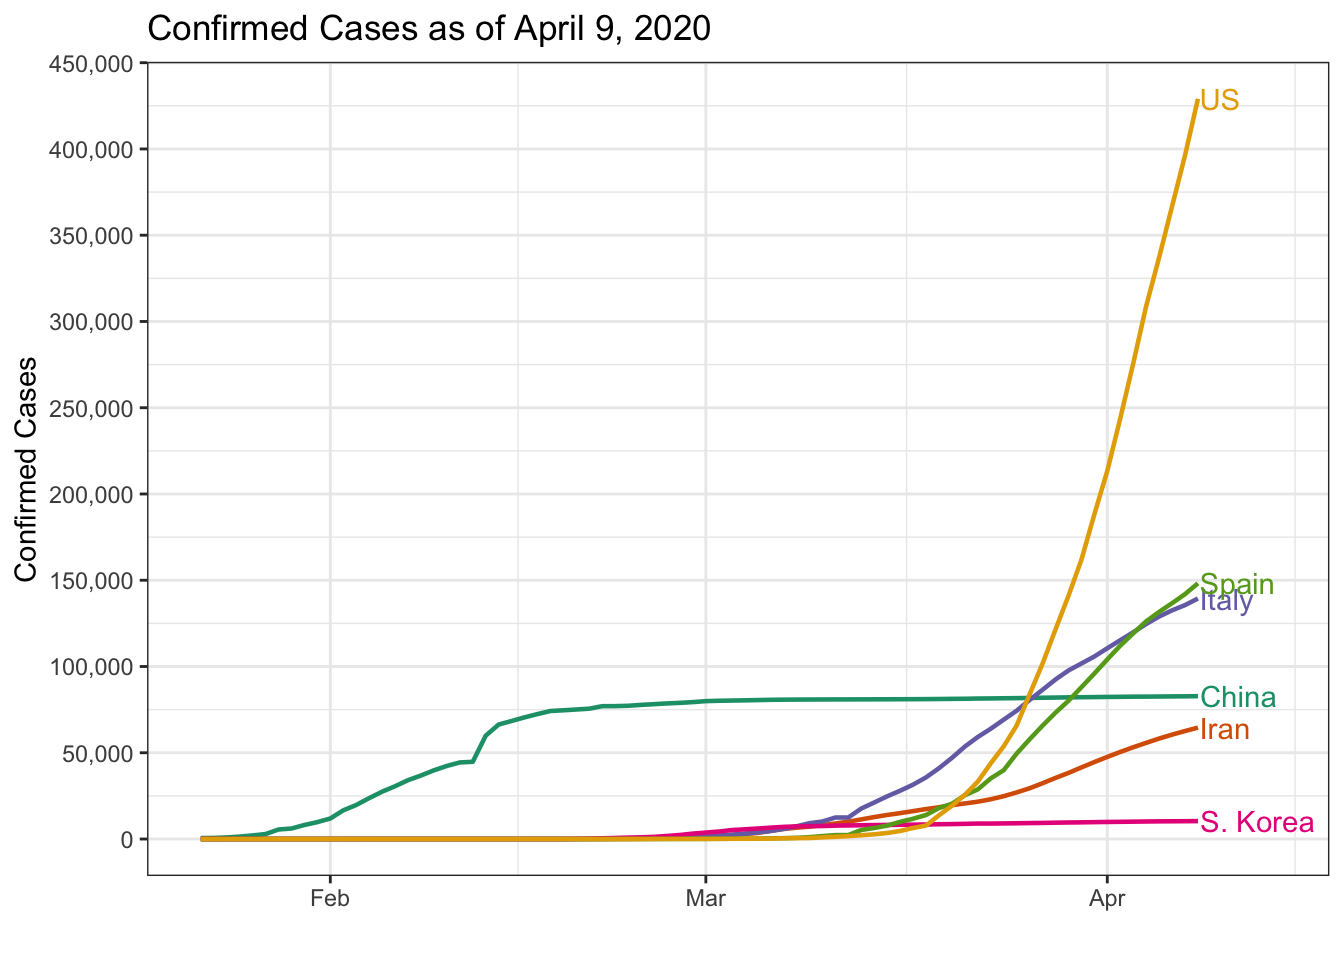 Confirmed Cases as of April 9, 2020
Confirmed Cases
450,000
400,000
350,000
300,000
250,000
200,000
150,000
100,000
50,000
0
US
Spain
Italy
China
Iran
S. Korea
Feb
Mar
Apr